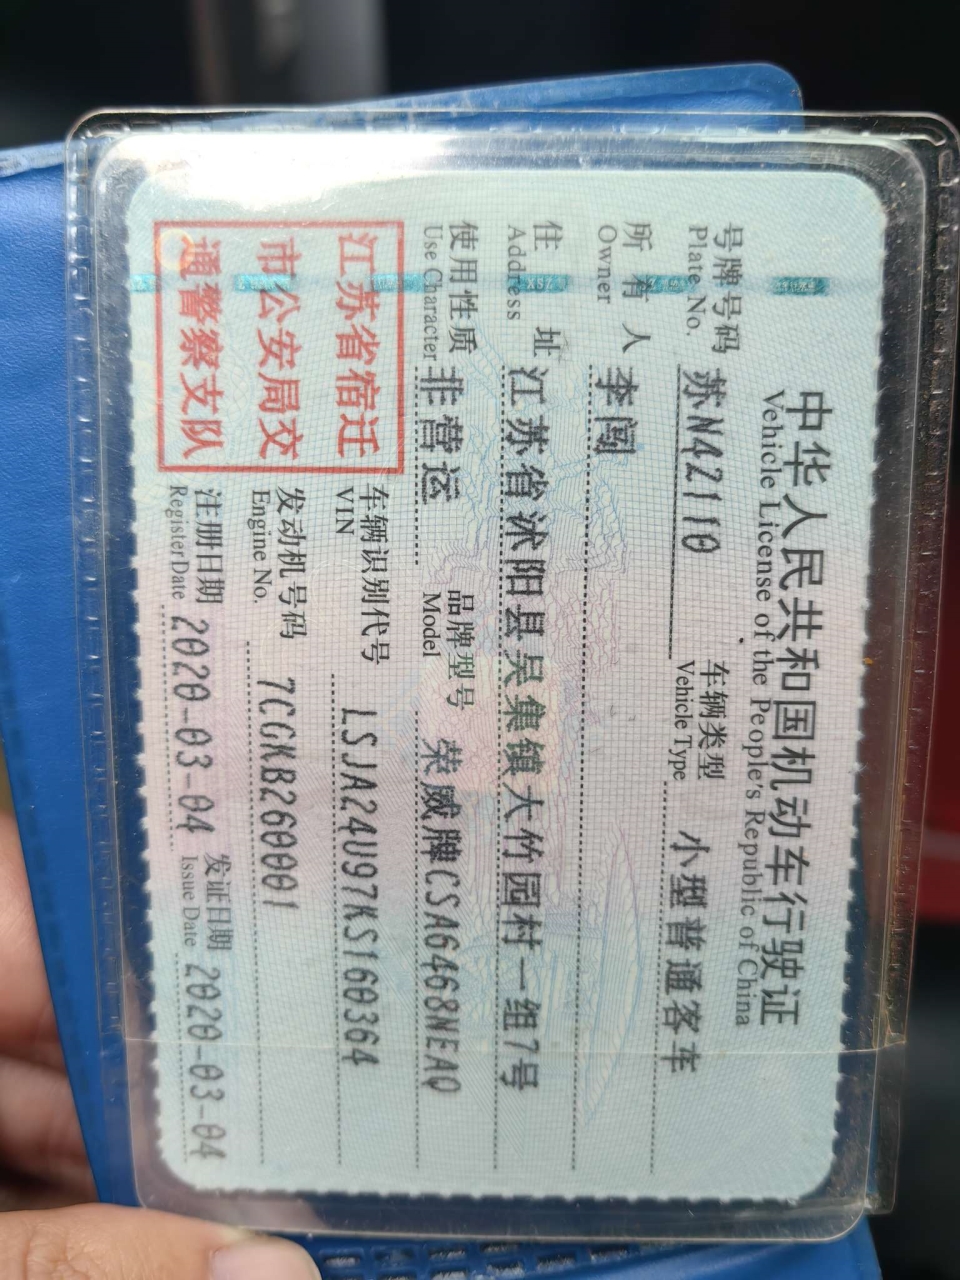 中华人民共和国机动车行驶证
Vehicle License of the People's Republic of China
号牌号码 苏N42110 车辆类型 小型普通客车
Plate No. Vehicle Type
所有人 李闯
Owner
住址 江苏省沭阳县吴集镇大竹园村一组7号
Address
使用性质 非营运 品牌型号 荣威牌CSA6468NEAQ
Use Character Model
江苏省宿迁
市公安局交
通警察支队
车辆识别代号 LSJA24U97KS160364
VIN
发动机号码 7CGKB260001
Engine No.
注册日期 2020-03-04 发证日期 2020-03-04
Register Date Issue Date